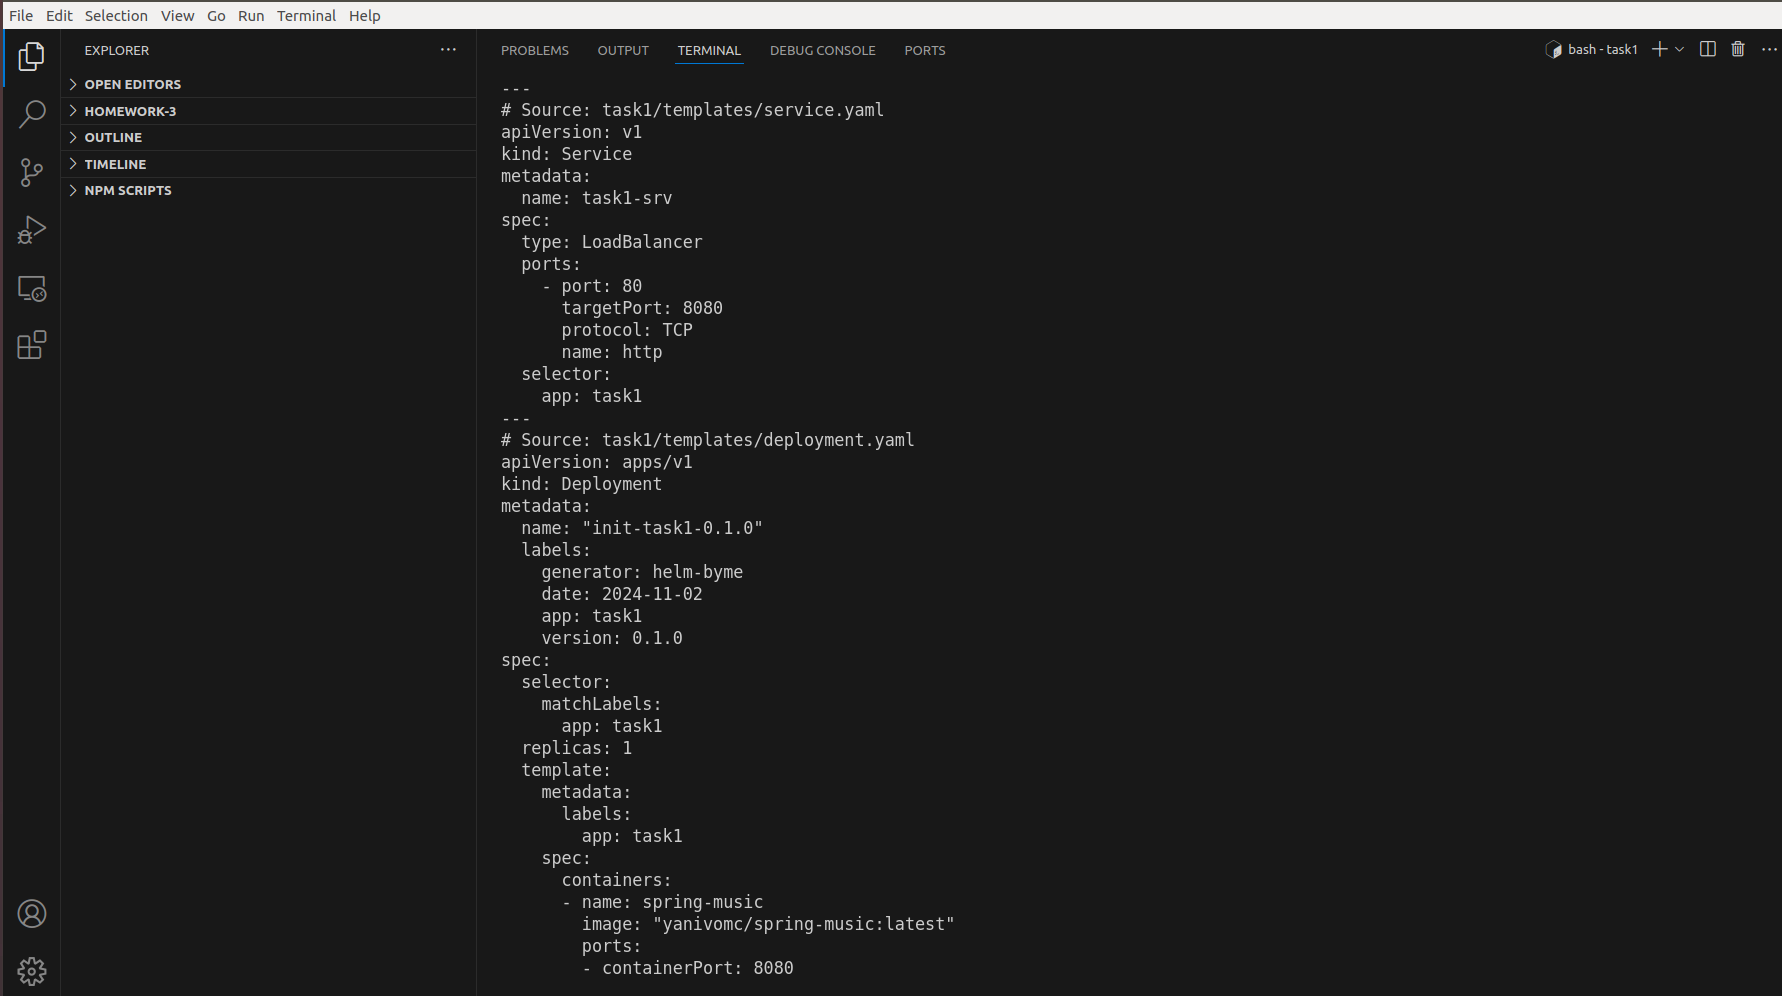 File Edit Selection View Go Run Terminal Help
EXPLORER
OPEN EDITORS
HOMEWORK-3
OUTLINE
TIMELINE
NPM SCRIPTS
PROBLEMS OUTPUT TERMINAL DEBUG CONSOLE PORTS
bash - task1
---
# Source: task1/templates/service.yaml
apiVersion: v1
kind: Service
metadata:
  name: task1-srv
spec:
  type: LoadBalancer
  ports:
    - port: 80
      targetPort: 8080
      protocol: TCP
      name: http
  selector:
    app: task1
---
# Source: task1/templates/deployment.yaml
apiVersion: apps/v1
kind: Deployment
metadata:
  name: "init-task1-0.1.0"
  labels:
    generator: helm-byme
    date: 2024-11-02
    app: task1
    version: 0.1.0
spec:
  selector:
    matchLabels:
      app: task1
  replicas: 1
  template:
    metadata:
      labels:
        app: task1
    spec:
      containers:
      - name: spring-music
        image: "yanivomc/spring-music:latest"
        ports:
        - containerPort: 8080